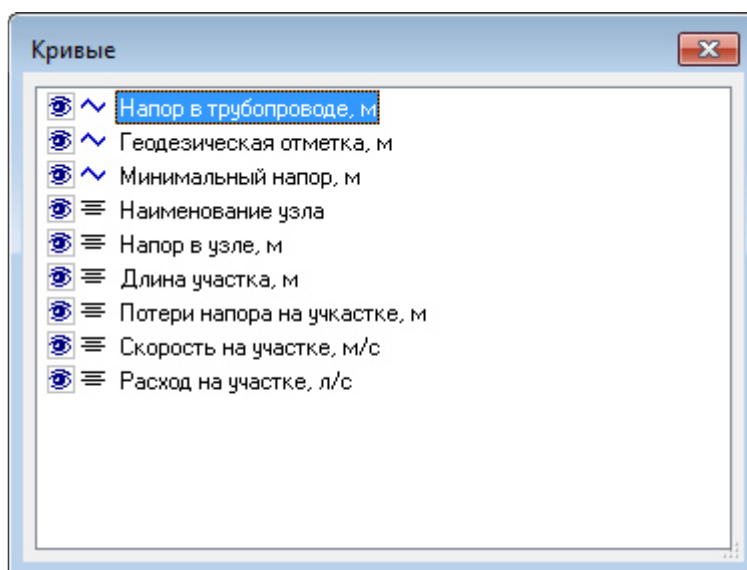 Кривые
Напор в трубопроводе, м
Геодезическая отметка, м
Минимальный напор, м
Наименование узла
Напор в узле, м
Длина участка, м
Потери напора на учкастке, м
Скорость на участке, м/с
Расход на участке, л/с